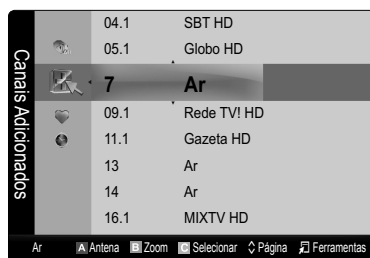 Canais Adicionados
04.1 SBT HD
05.1 Globo HD
7 Ar
09.1 Rede TV! HD
11.1 Gazeta HD
13 Ar
14 Ar
16.1 MIXTV HD
Ar A Antena B Zoom C Selecionar Página Ferramentas